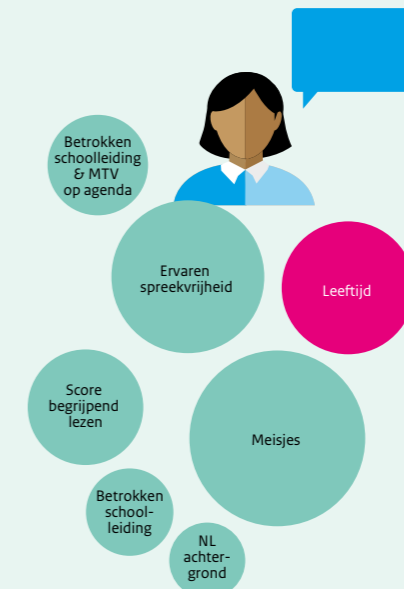 Betrokken
schoolleiding
& MTV
op agenda
Ervaren
spreekvrijheid
Leeftijd
Score
begrijpend
lezen
Meisjes
Betrokken
school-
leiding
NL
achter-
grond